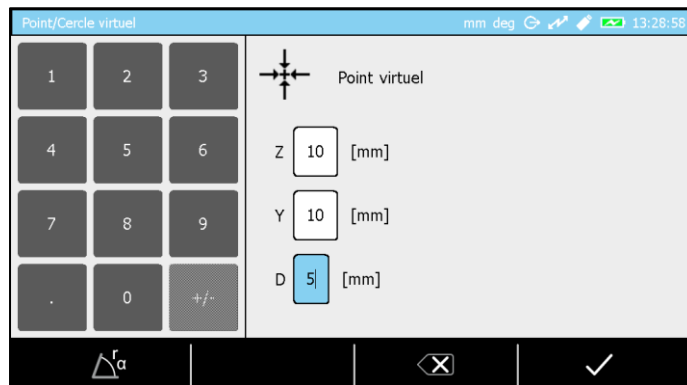 Point/Cercle virtuel mm deg 13:28:58
1 2 3
Point virtuel
4 5 6
Z 10 [mm]
7 8 9
Y 10 [mm]
. 0 +/-
D 5 [mm]
r α